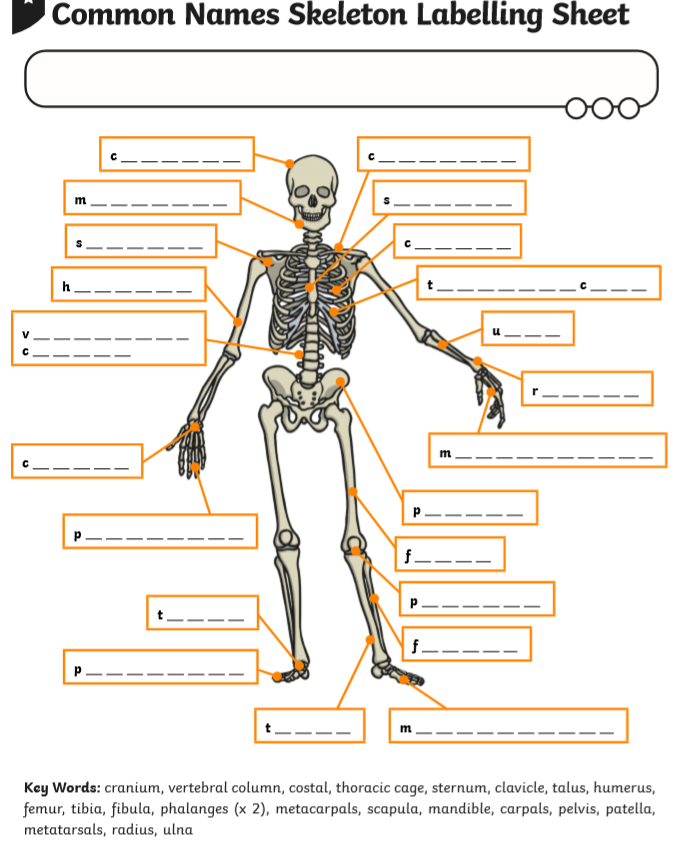 Common Names Skeleton Labelling Sheet
c _ _ _ _ _ _
c _ _ _ _ _ _ _
m _ _ _ _ _ _ _
s _ _ _ _ _ _
s _ _ _ _ _ _
c _ _ _ _ _
h _ _ _ _ _ _
t _ _ _ _ _ _ _ c _ _ _
v _ _ _ _ _ _ _ _
c _ _ _ _ _
u _ _ _
r _ _ _ _ _
m _ _ _ _ _ _ _ _ _ _
c _ _ _ _ _
p _ _ _ _ _
p _ _ _ _ _ _ _ _
f _ _ _ _
p _ _ _ _ _ _
t _ _ _ _
f _ _ _ _ _
p _ _ _ _ _ _ _ _
t _ _ _ _
m _ _ _ _ _ _ _ _ _ _
Key Words: cranium, vertebral column, costal, thoracic cage, sternum, clavicle, talus, humerus,
femur, tibia, fibula, phalanges (x 2), metacarpals, scapula, mandible, carpals, pelvis, patella,
metatarsals, radius, ulna